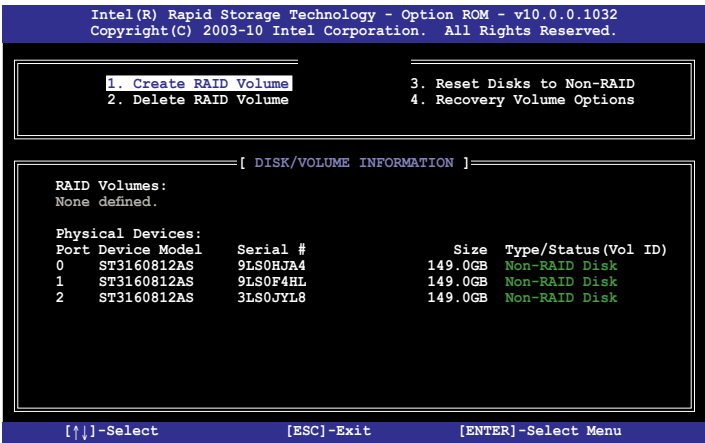 Intel(R) Rapid Storage Technology - Option ROM - v10.0.0.1032
Copyright(C) 2003-10 Intel Corporation.  All Rights Reserved.
1. Create RAID Volume    3. Reset Disks to Non-RAID
2. Delete RAID Volume    4. Recovery Volume Options
[ DISK/VOLUME INFORMATION ]
RAID Volumes:
None defined.
Physical Devices:
Port Device Model    Serial #    Size  Type/Status(Vol ID)
0    ST3160812AS    9LS0HJA4    149.0GB  Non-RAID Disk
1    ST3160812AS    9LS0F4HL    149.0GB  Non-RAID Disk
2    ST3160812AS    3LS0JYL8    149.0GB  Non-RAID Disk
[↑↓]-Select    [ESC]-Exit    [ENTER]-Select Menu